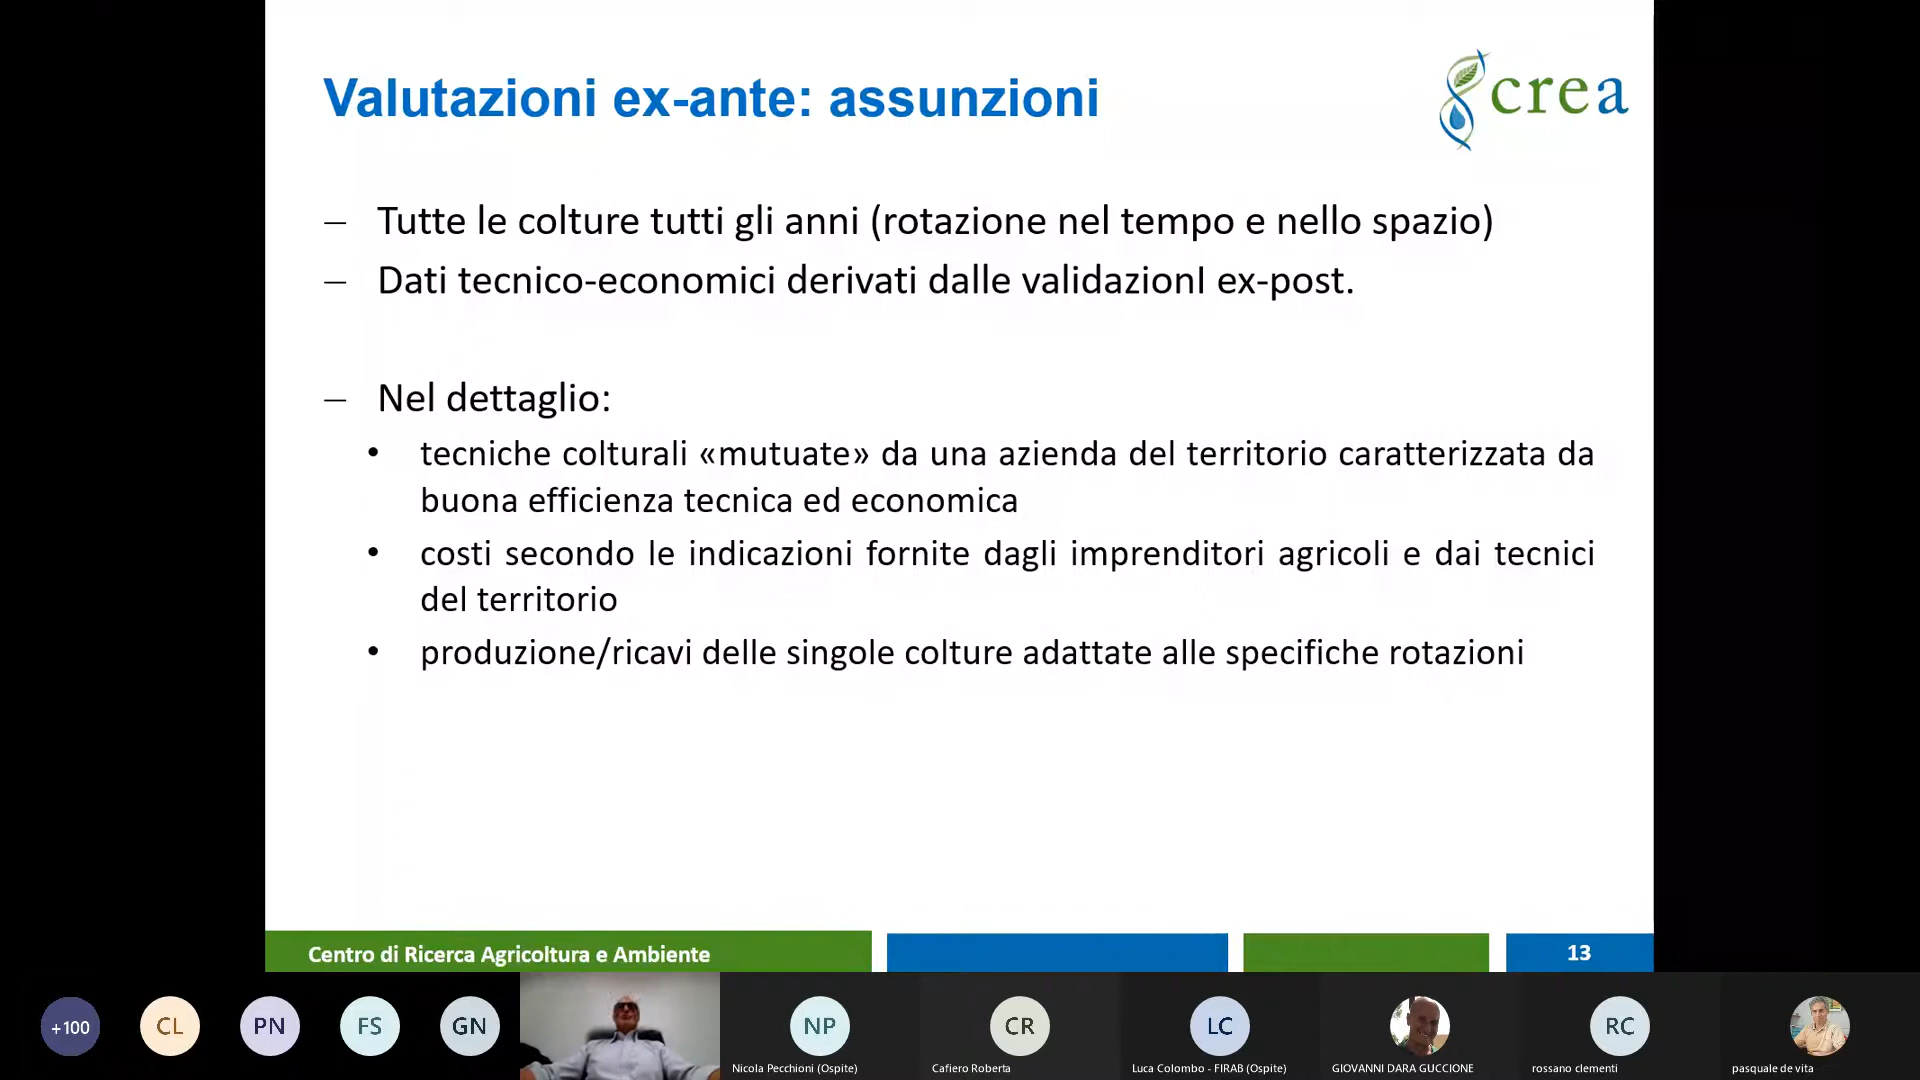 Valutazioni ex-ante: assunzioni
crea
– Tutte le colture tutti gli anni (rotazione nel tempo e nello spazio)
– Dati tecnico-economici derivati dalle validazionI ex-post.
– Nel dettaglio:
• tecniche colturali «mutuate» da una azienda del territorio caratterizzata da
buona efficienza tecnica ed economica
• costi secondo le indicazioni fornite dagli imprenditori agricoli e dai tecnici
del territorio
• produzione/ricavi delle singole colture adattate alle specifiche rotazioni
Centro di Ricerca Agricoltura e Ambiente
13
+100
CL
PN
FS
GN
NP
Nicola Pecchioni (Ospite)
CR
Cafiero Roberta
LC
Luca Colombo - FIRAB (Ospite)
GIOVANNI DARA GUCCIONE
RC
rossano clementi
pasquale de vita